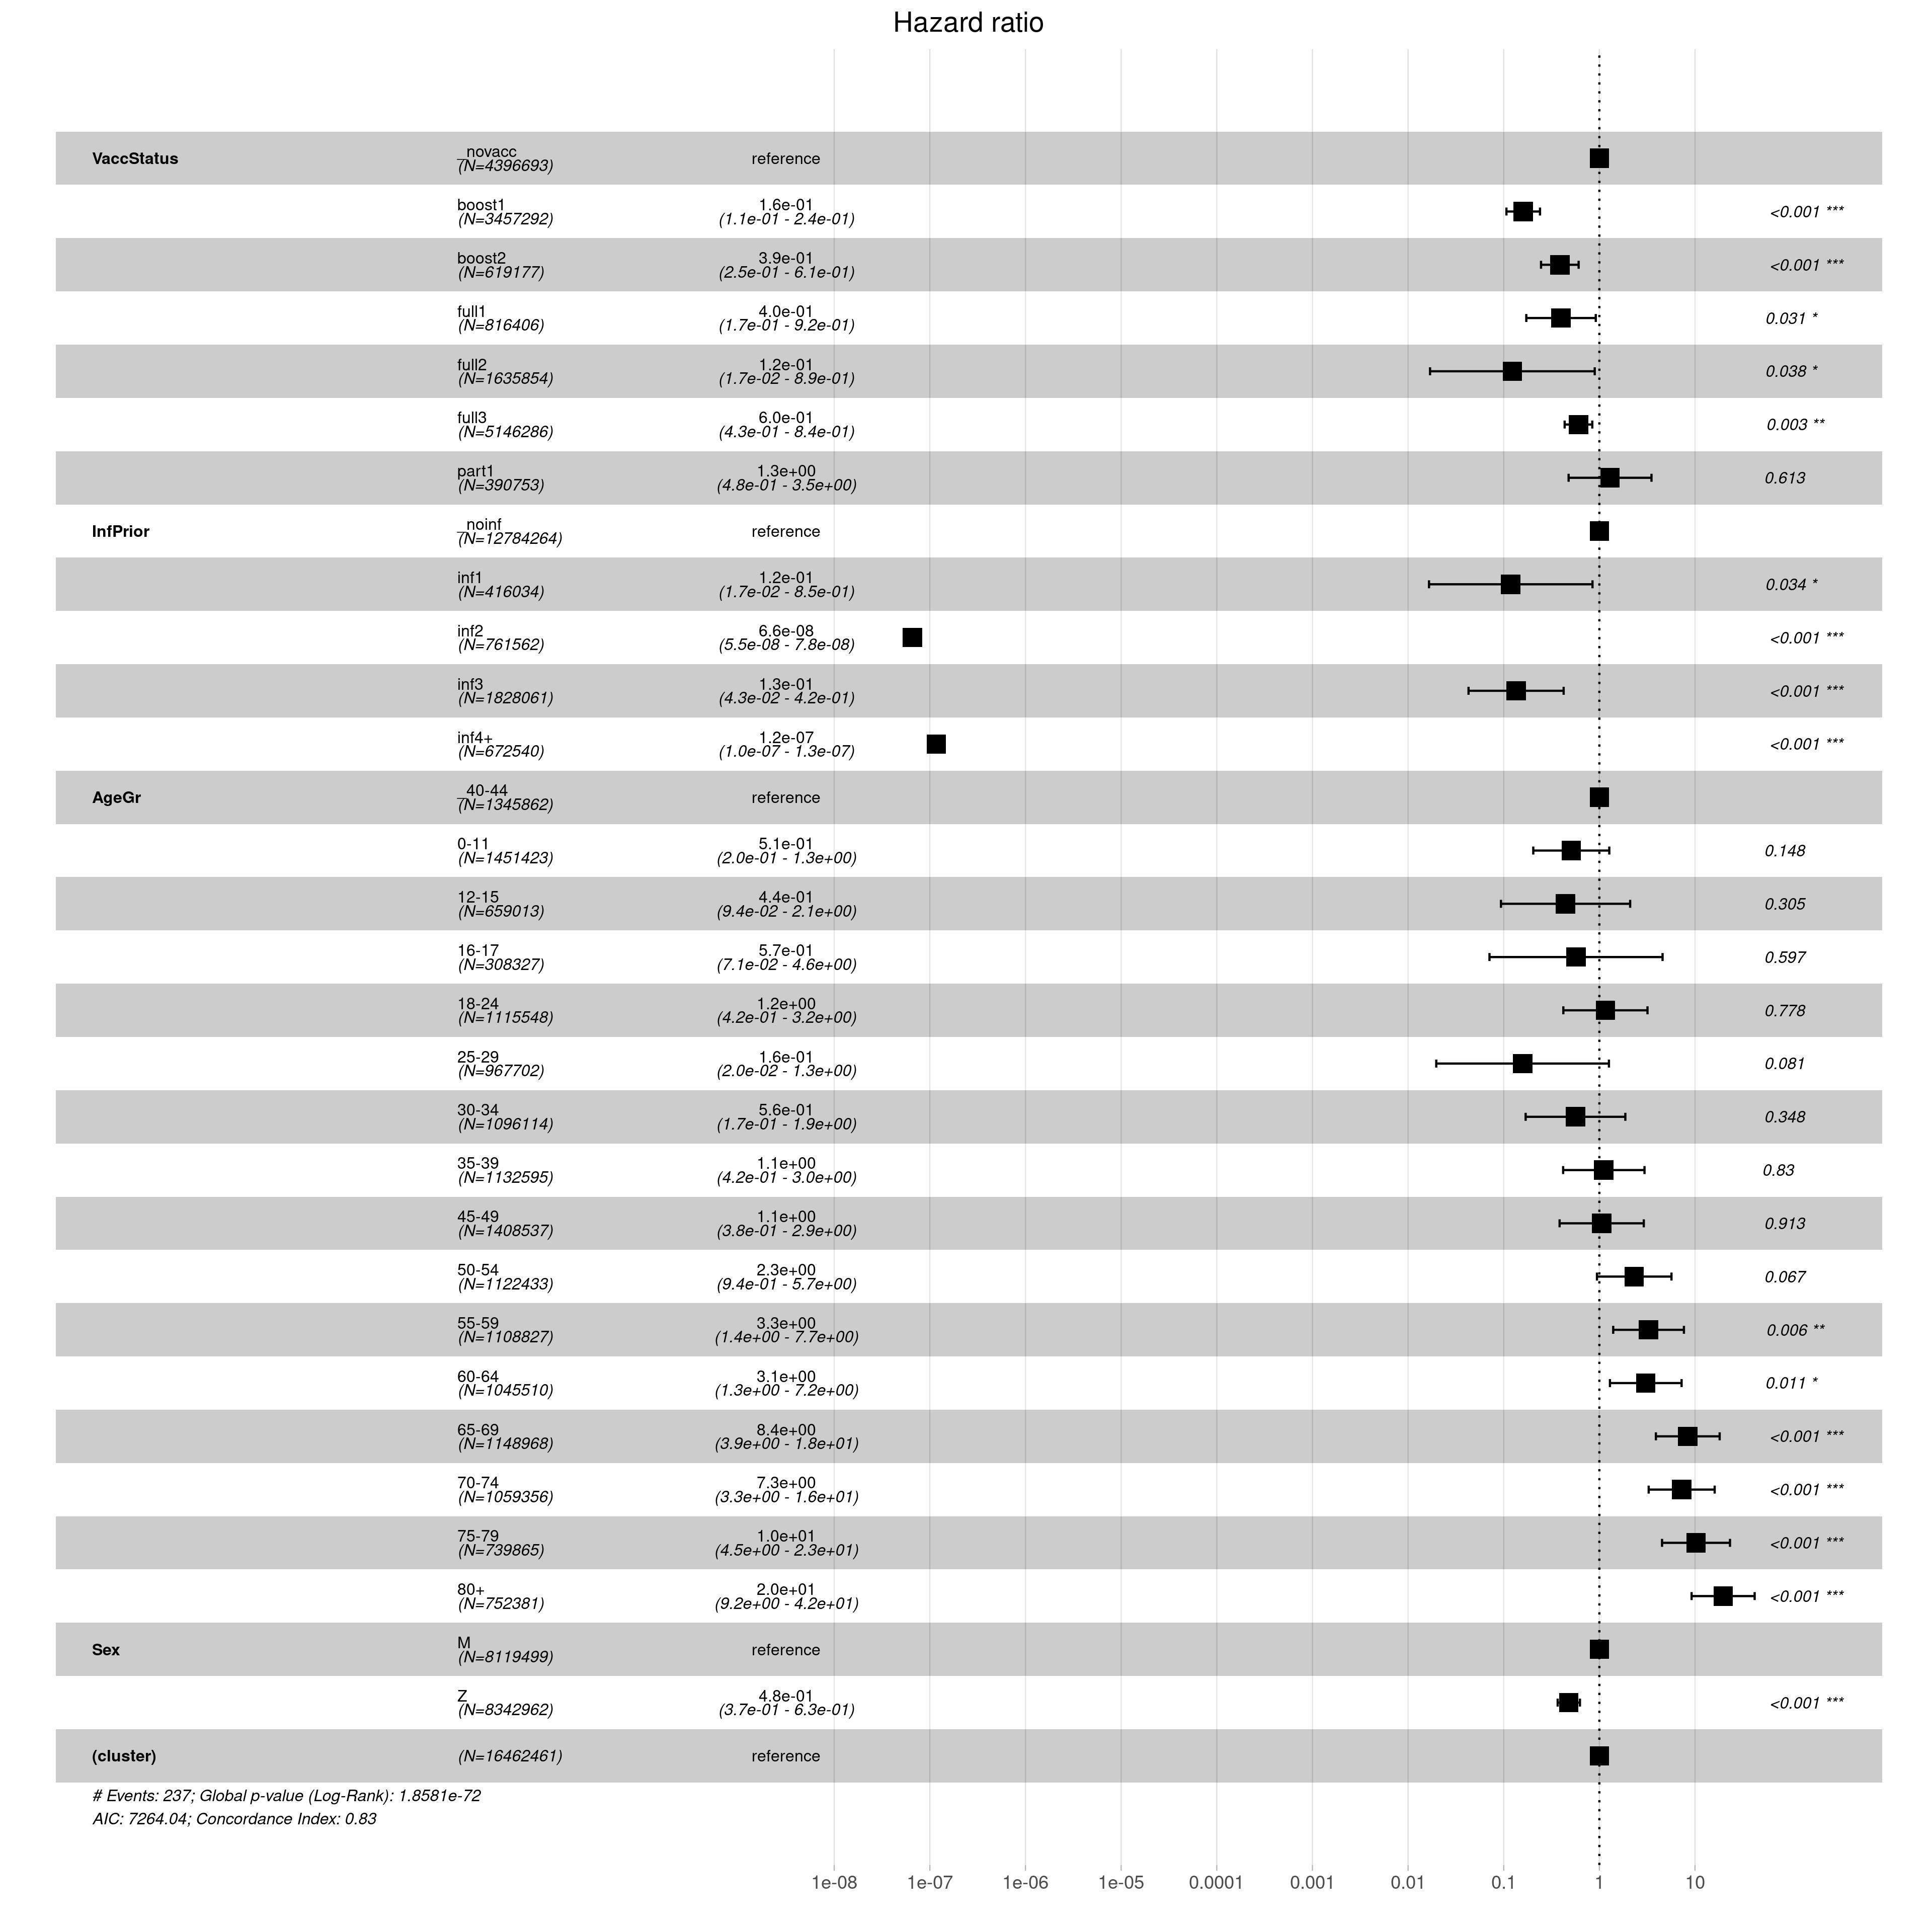 Hazard ratio
VaccStatus _novacc reference
(N=4396693)
boost1 1.6e-01
(N=3457292) (1.1e-01 - 2.4e-01) <0.001 ***
boost2 3.9e-01
(N=619177) (2.5e-01 - 6.1e-01) <0.001 ***
full1 4.0e-01
(N=816406) (1.7e-01 - 9.2e-01) 0.031 *
full2 1.2e-01
(N=1635854) (1.7e-02 - 8.9e-01) 0.038 *
full3 6.0e-01
(N=5146286) (4.3e-01 - 8.4e-01) 0.003 **
part1 1.3e+00
(N=390753) (4.8e-01 - 3.5e+00) 0.613
InfPrior _noinf reference
(N=12784264)
inf1 1.2e-01
(N=416034) (1.7e-02 - 8.5e-01) 0.034 *
inf2 6.6e-08
(N=761562) (5.5e-08 - 7.8e-08) <0.001 ***
inf3 1.3e-01
(N=1828061) (4.3e-02 - 4.2e-01) <0.001 ***
inf4+ 1.2e-07
(N=672540) (1.0e-07 - 1.3e-07) <0.001 ***
AgeGr _40-44 reference
(N=1345862)
0-11 5.1e-01
(N=1451423) (2.0e-01 - 1.3e+00) 0.148
12-15 4.4e-01
(N=659013) (9.4e-02 - 2.1e+00) 0.305
16-17 5.7e-01
(N=308327) (7.1e-02 - 4.6e+00) 0.597
18-24 1.2e+00
(N=1115548) (4.2e-01 - 3.2e+00) 0.778
25-29 1.6e-01
(N=967702) (2.0e-02 - 1.3e+00) 0.081
30-34 5.6e-01
(N=1096114) (1.7e-01 - 1.9e+00) 0.348
35-39 1.1e+00
(N=1132595) (4.2e-01 - 3.0e+00) 0.83
45-49 1.1e+00
(N=1408537) (3.8e-01 - 2.9e+00) 0.913
50-54 2.3e+00
(N=1122433) (9.4e-01 - 5.7e+00) 0.067
55-59 3.3e+00
(N=1108827) (1.4e+00 - 7.7e+00) 0.006 **
60-64 3.1e+00
(N=1045510) (1.3e+00 - 7.2e+00) 0.011 *
65-69 8.4e+00
(N=1148968) (3.9e+00 - 1.8e+01) <0.001 ***
70-74 7.3e+00
(N=1059356) (3.3e+00 - 1.6e+01) <0.001 ***
75-79 1.0e+01
(N=739865) (4.5e+00 - 2.3e+01) <0.001 ***
80+ 2.0e+01
(N=752381) (9.2e+00 - 4.2e+01) <0.001 ***
Sex M reference
(N=8119499)
Z 4.8e-01
(N=8342962) (3.7e-01 - 6.3e-01) <0.001 ***
(cluster) (N=16462461) reference
# Events: 237; Global p-value (Log-Rank): 1.8581e-72
AIC: 7264.04; Concordance Index: 0.83
1e-08 1e-07 1e-06 1e-05 0.0001 0.001 0.01 0.1 1 10